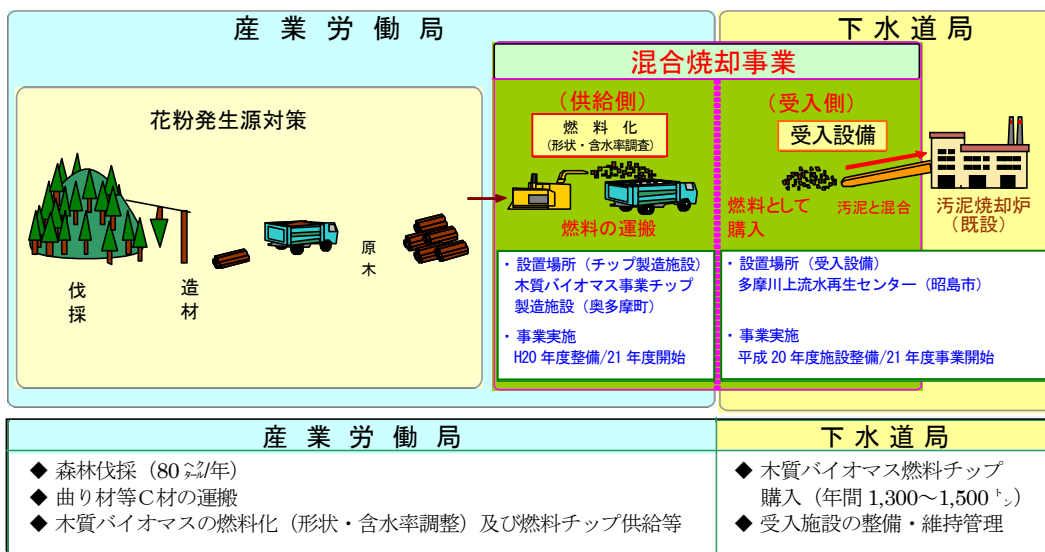 産業労働局
下水道局
混合焼却事業
花粉発生源対策
伐採
造材
原木
（供給側）
燃料化
（形状・含水率調査）
燃料の運搬
（受入側）
受入設備
燃料として
購入
汚泥と混合
汚泥焼却炉
（既設）
・設置場所（チップ製造施設）
木質バイオマス事業チップ
製造施設（奥多摩町）
・事業実施
H20年度整備/21年度開始
・設置場所（受入設備）
多摩川上流水再生センター（昭島市）
・事業実施
平成20年度施設整備/21年度事業開始
産業労働局
◆ 森林伐採（80㌶/年）
◆ 曲り材等Ｃ材の運搬
◆ 木質バイオマスの燃料化（形状・含水率調整）及び燃料チップ供給等
下水道局
◆ 木質バイオマス燃料チップ
購入（年間1,300～1,500㌧）
◆ 受入施設の整備・維持管理